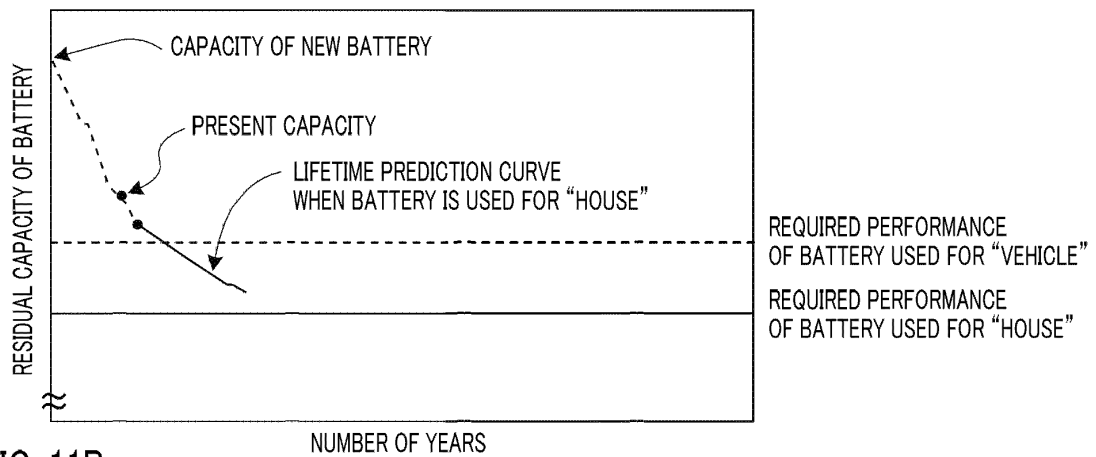 CAPACITY OF NEW BATTERY
PRESENT CAPACITY
LIFETIME PREDICTION CURVE
WHEN BATTERY IS USED FOR “HOUSE”
RESIDUAL CAPACITY OF BATTERY
REQUIRED PERFORMANCE
OF BATTERY USED FOR “VEHICLE”
REQUIRED PERFORMANCE
OF BATTERY USED FOR “HOUSE”
NUMBER OF YEARS